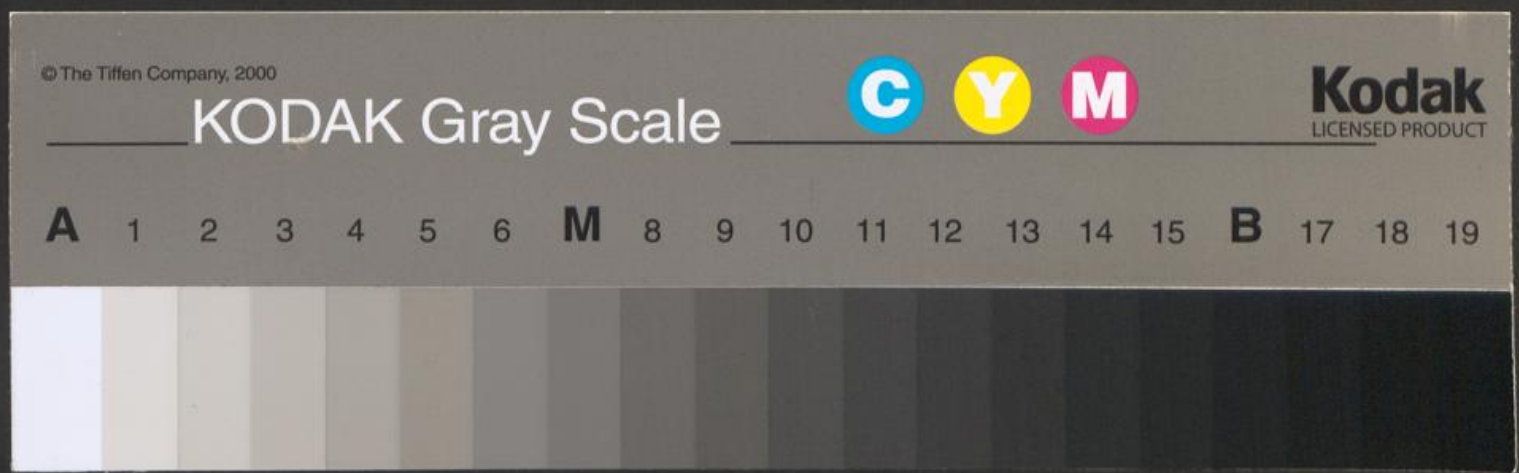 © The Tiffen Company, 2000
KODAK Gray Scale
C Y M
Kodak
LICENSED PRODUCT
A 1 2 3 4 5 6 M 8 9 10 11 12 13 14 15 B 17 18 19